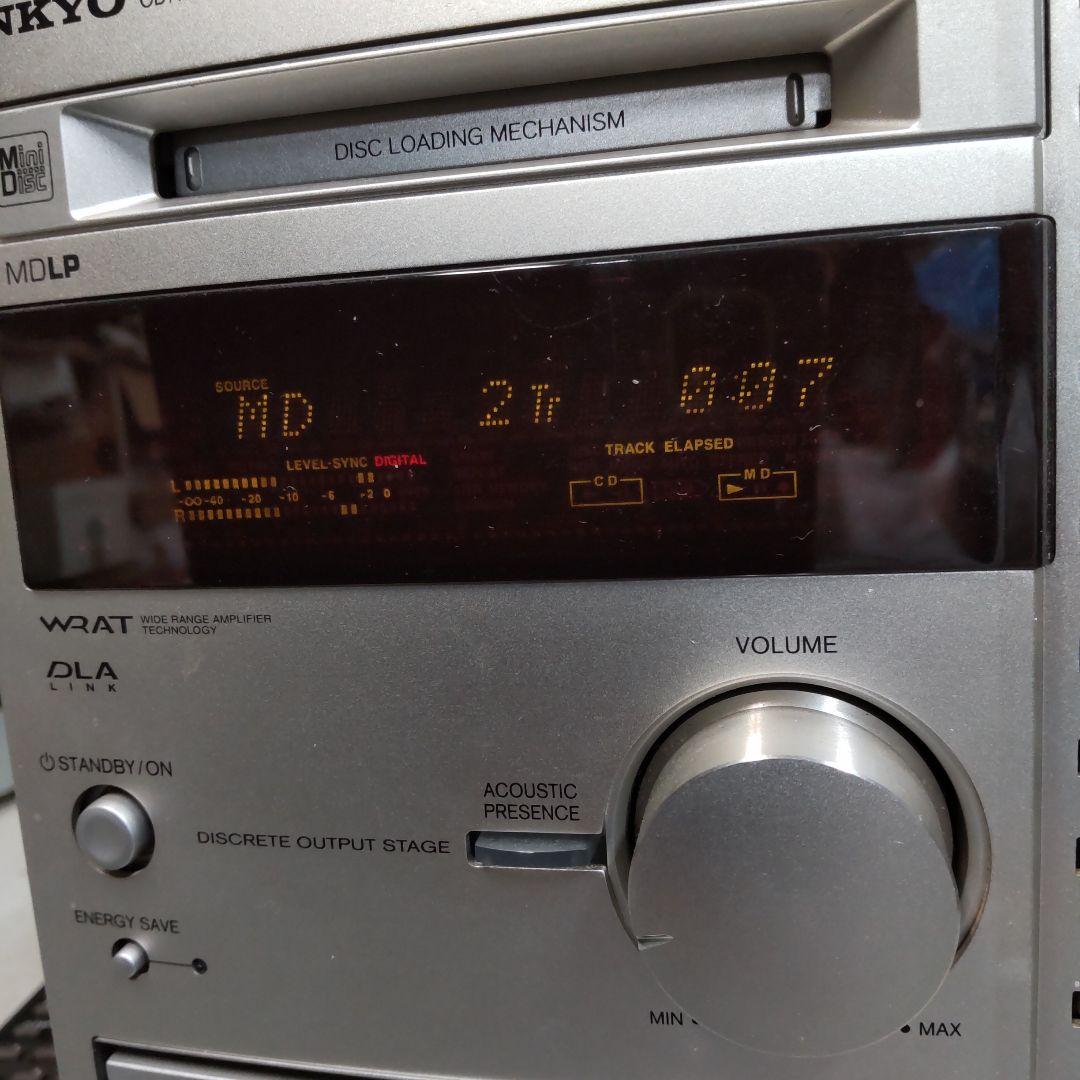 NKYO
DISC LOADING MECHANISM
Mini
Disc
MDLP
SOURCE
MD 2Tr 0:07
LEVEL-SYNC DIGITAL
TRACK ELAPSED
L
-∞ -40 -20 -10 -6 -2 0
R
CD MD
WRAT WIDE RANGE AMPLIFIER
TECHNOLOGY
DLA
LINK
VOLUME
STANDBY/ON
ACOUSTIC
PRESENCE
DISCRETE OUTPUT STAGE
ENERGY SAVE
MIN MAX